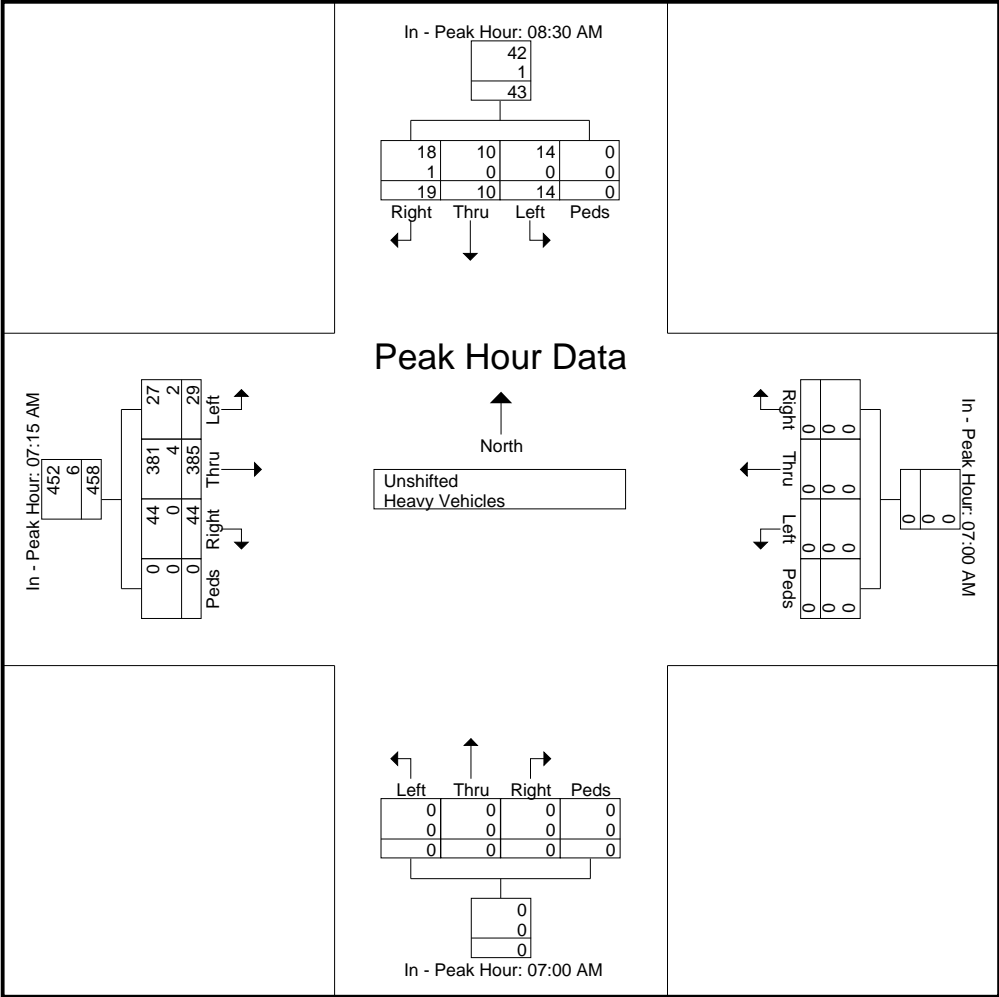 In - Peak Hour: 08:30 AM
42
1
43
18 10 14 0
1 0 0 0
19 10 14 0
Right Thru Left Peds
Peak Hour Data
North
Unshifted
Heavy Vehicles
In - Peak Hour: 07:15 AM
452
6
458
27 381 44 0
2 4 0 0
29 385 44 0
Left Thru Right Peds
In - Peak Hour: 07:00 AM
0
0
0
0 0 0 0
0 0 0 0
0 0 0 0
Right Thru Left Peds
Left Thru Right Peds
0 0 0 0
0 0 0 0
0 0 0 0
0
0
0
In - Peak Hour: 07:00 AM